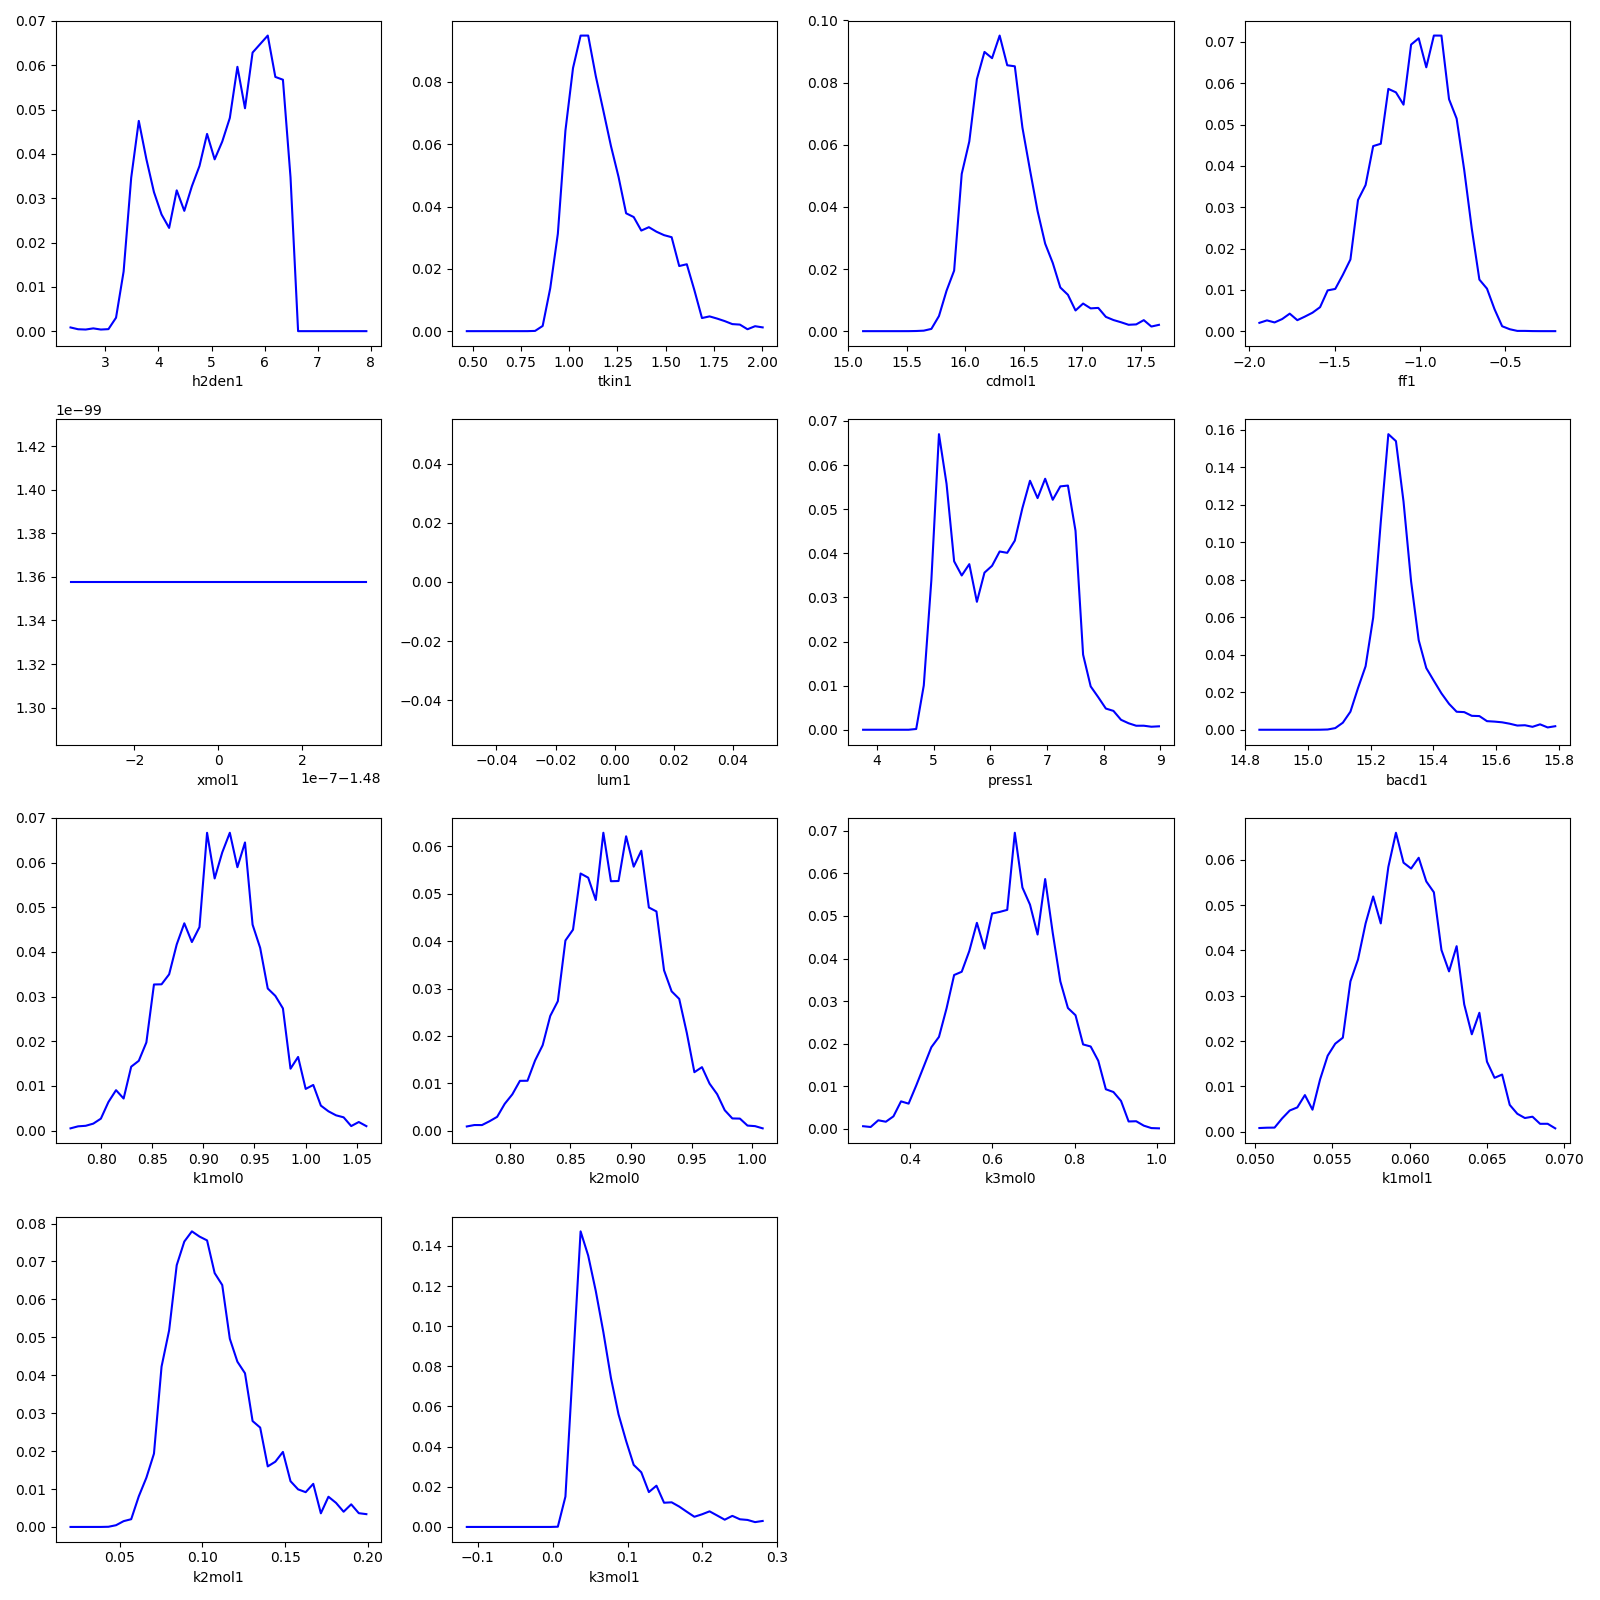 0.07 0.06 0.05 0.04 0.03 0.02 0.01 0.00
3 4 5 6 7 8
h2den1
0.08 0.06 0.04 0.02 0.00
0.50 0.75 1.00 1.25 1.50 1.75 2.00
tkin1
0.10 0.08 0.06 0.04 0.02 0.00
15.0 15.5 16.0 16.5 17.0 17.5
cdmol1
0.07 0.06 0.05 0.04 0.03 0.02 0.01 0.00
−2.0 −1.5 −1.0 −0.5
ff1
1e−99
1.42 1.40 1.38 1.36 1.34 1.32 1.30
−2 0 2
xmol1
1e−7−1.48
0.04 0.02 0.00 −0.02 −0.04
−0.04 −0.02 0.00 0.02 0.04
lum1
0.07 0.06 0.05 0.04 0.03 0.02 0.01 0.00
4 5 6 7 8 9
press1
0.16 0.14 0.12 0.10 0.08 0.06 0.04 0.02 0.00
14.8 15.0 15.2 15.4 15.6 15.8
bacd1
0.07 0.06 0.05 0.04 0.03 0.02 0.01 0.00
0.80 0.85 0.90 0.95 1.00 1.05
k1mol0
0.06 0.05 0.04 0.03 0.02 0.01 0.00
0.80 0.85 0.90 0.95 1.00
k2mol0
0.07 0.06 0.05 0.04 0.03 0.02 0.01 0.00
0.4 0.6 0.8 1.0
k3mol0
0.06 0.05 0.04 0.03 0.02 0.01 0.00
0.050 0.055 0.060 0.065 0.070
k1mol1
0.08 0.07 0.06 0.05 0.04 0.03 0.02 0.01 0.00
0.05 0.10 0.15 0.20
k2mol1
0.14 0.12 0.10 0.08 0.06 0.04 0.02 0.00
−0.1 0.0 0.1 0.2 0.3
k3mol1